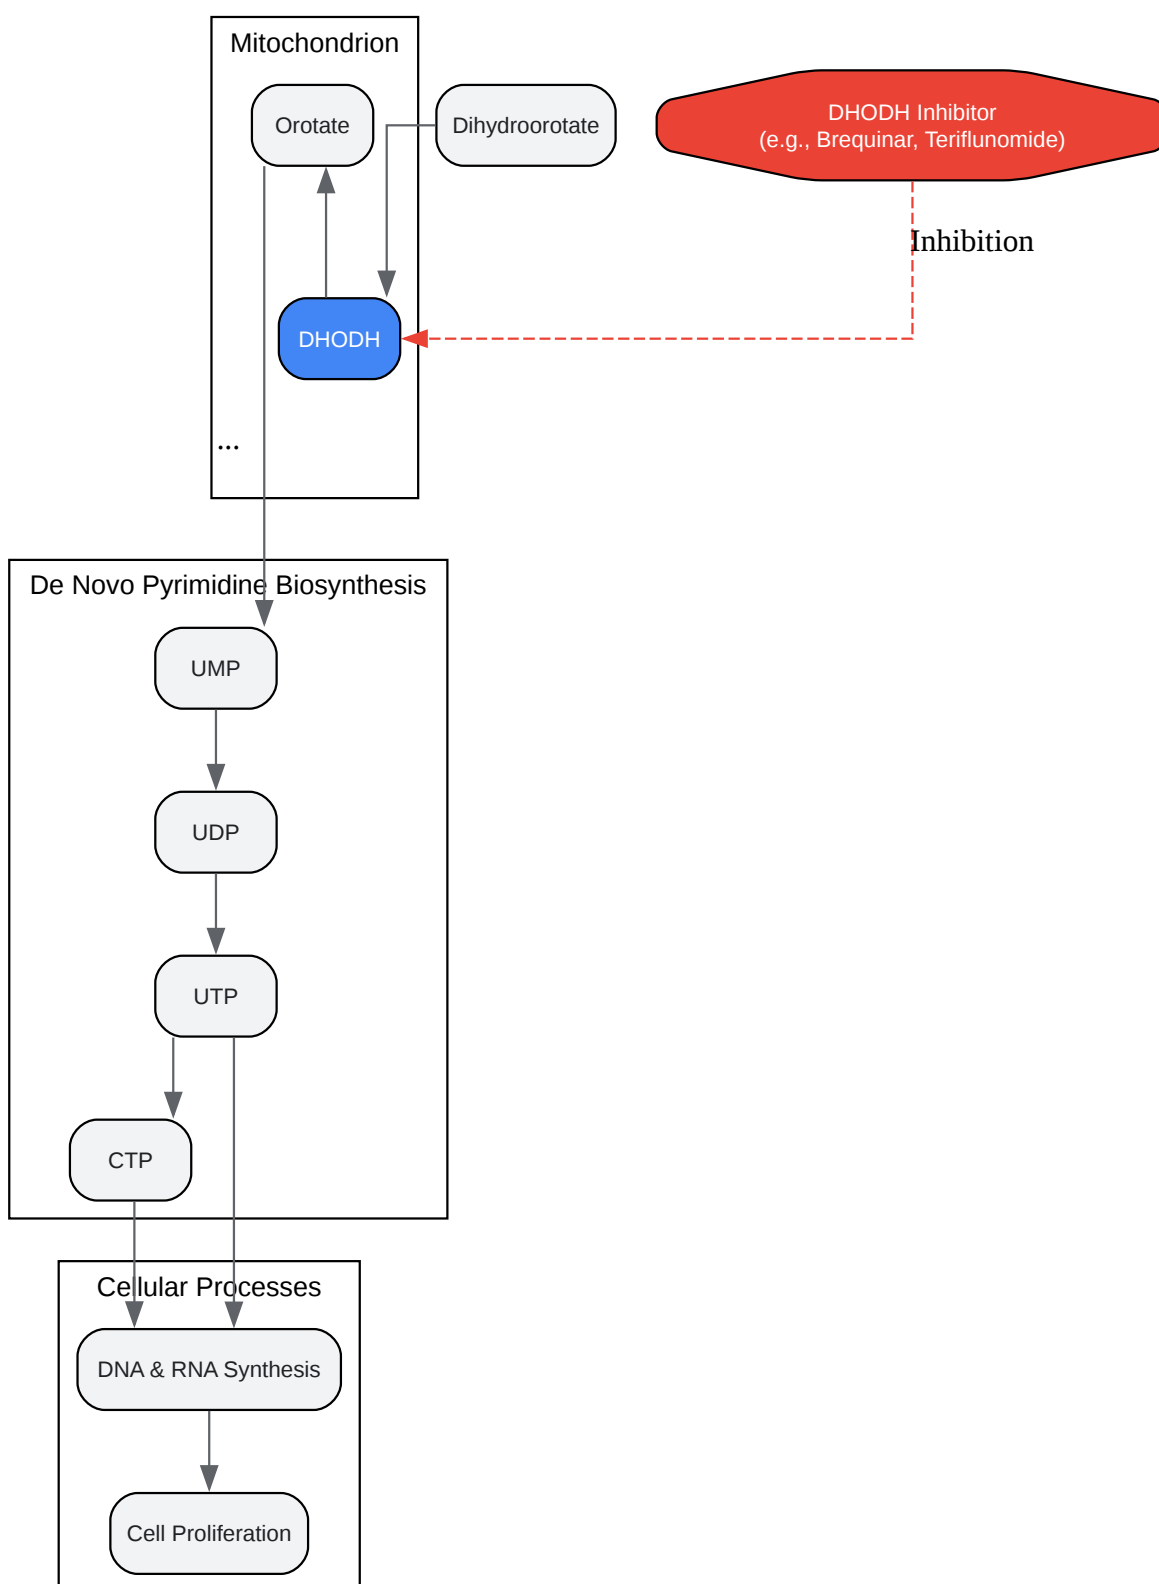 Mitochondrion
Orotate
Dihydroorotate
DHODH Inhibitor
(e.g., Brequinar, Teriflunomide)
Inhibition
DHODH
...
De Novo Pyrimidine Biosynthesis
UMP
UDP
UTP
CTP
Cellular Processes
DNA & RNA Synthesis
Cell Proliferation